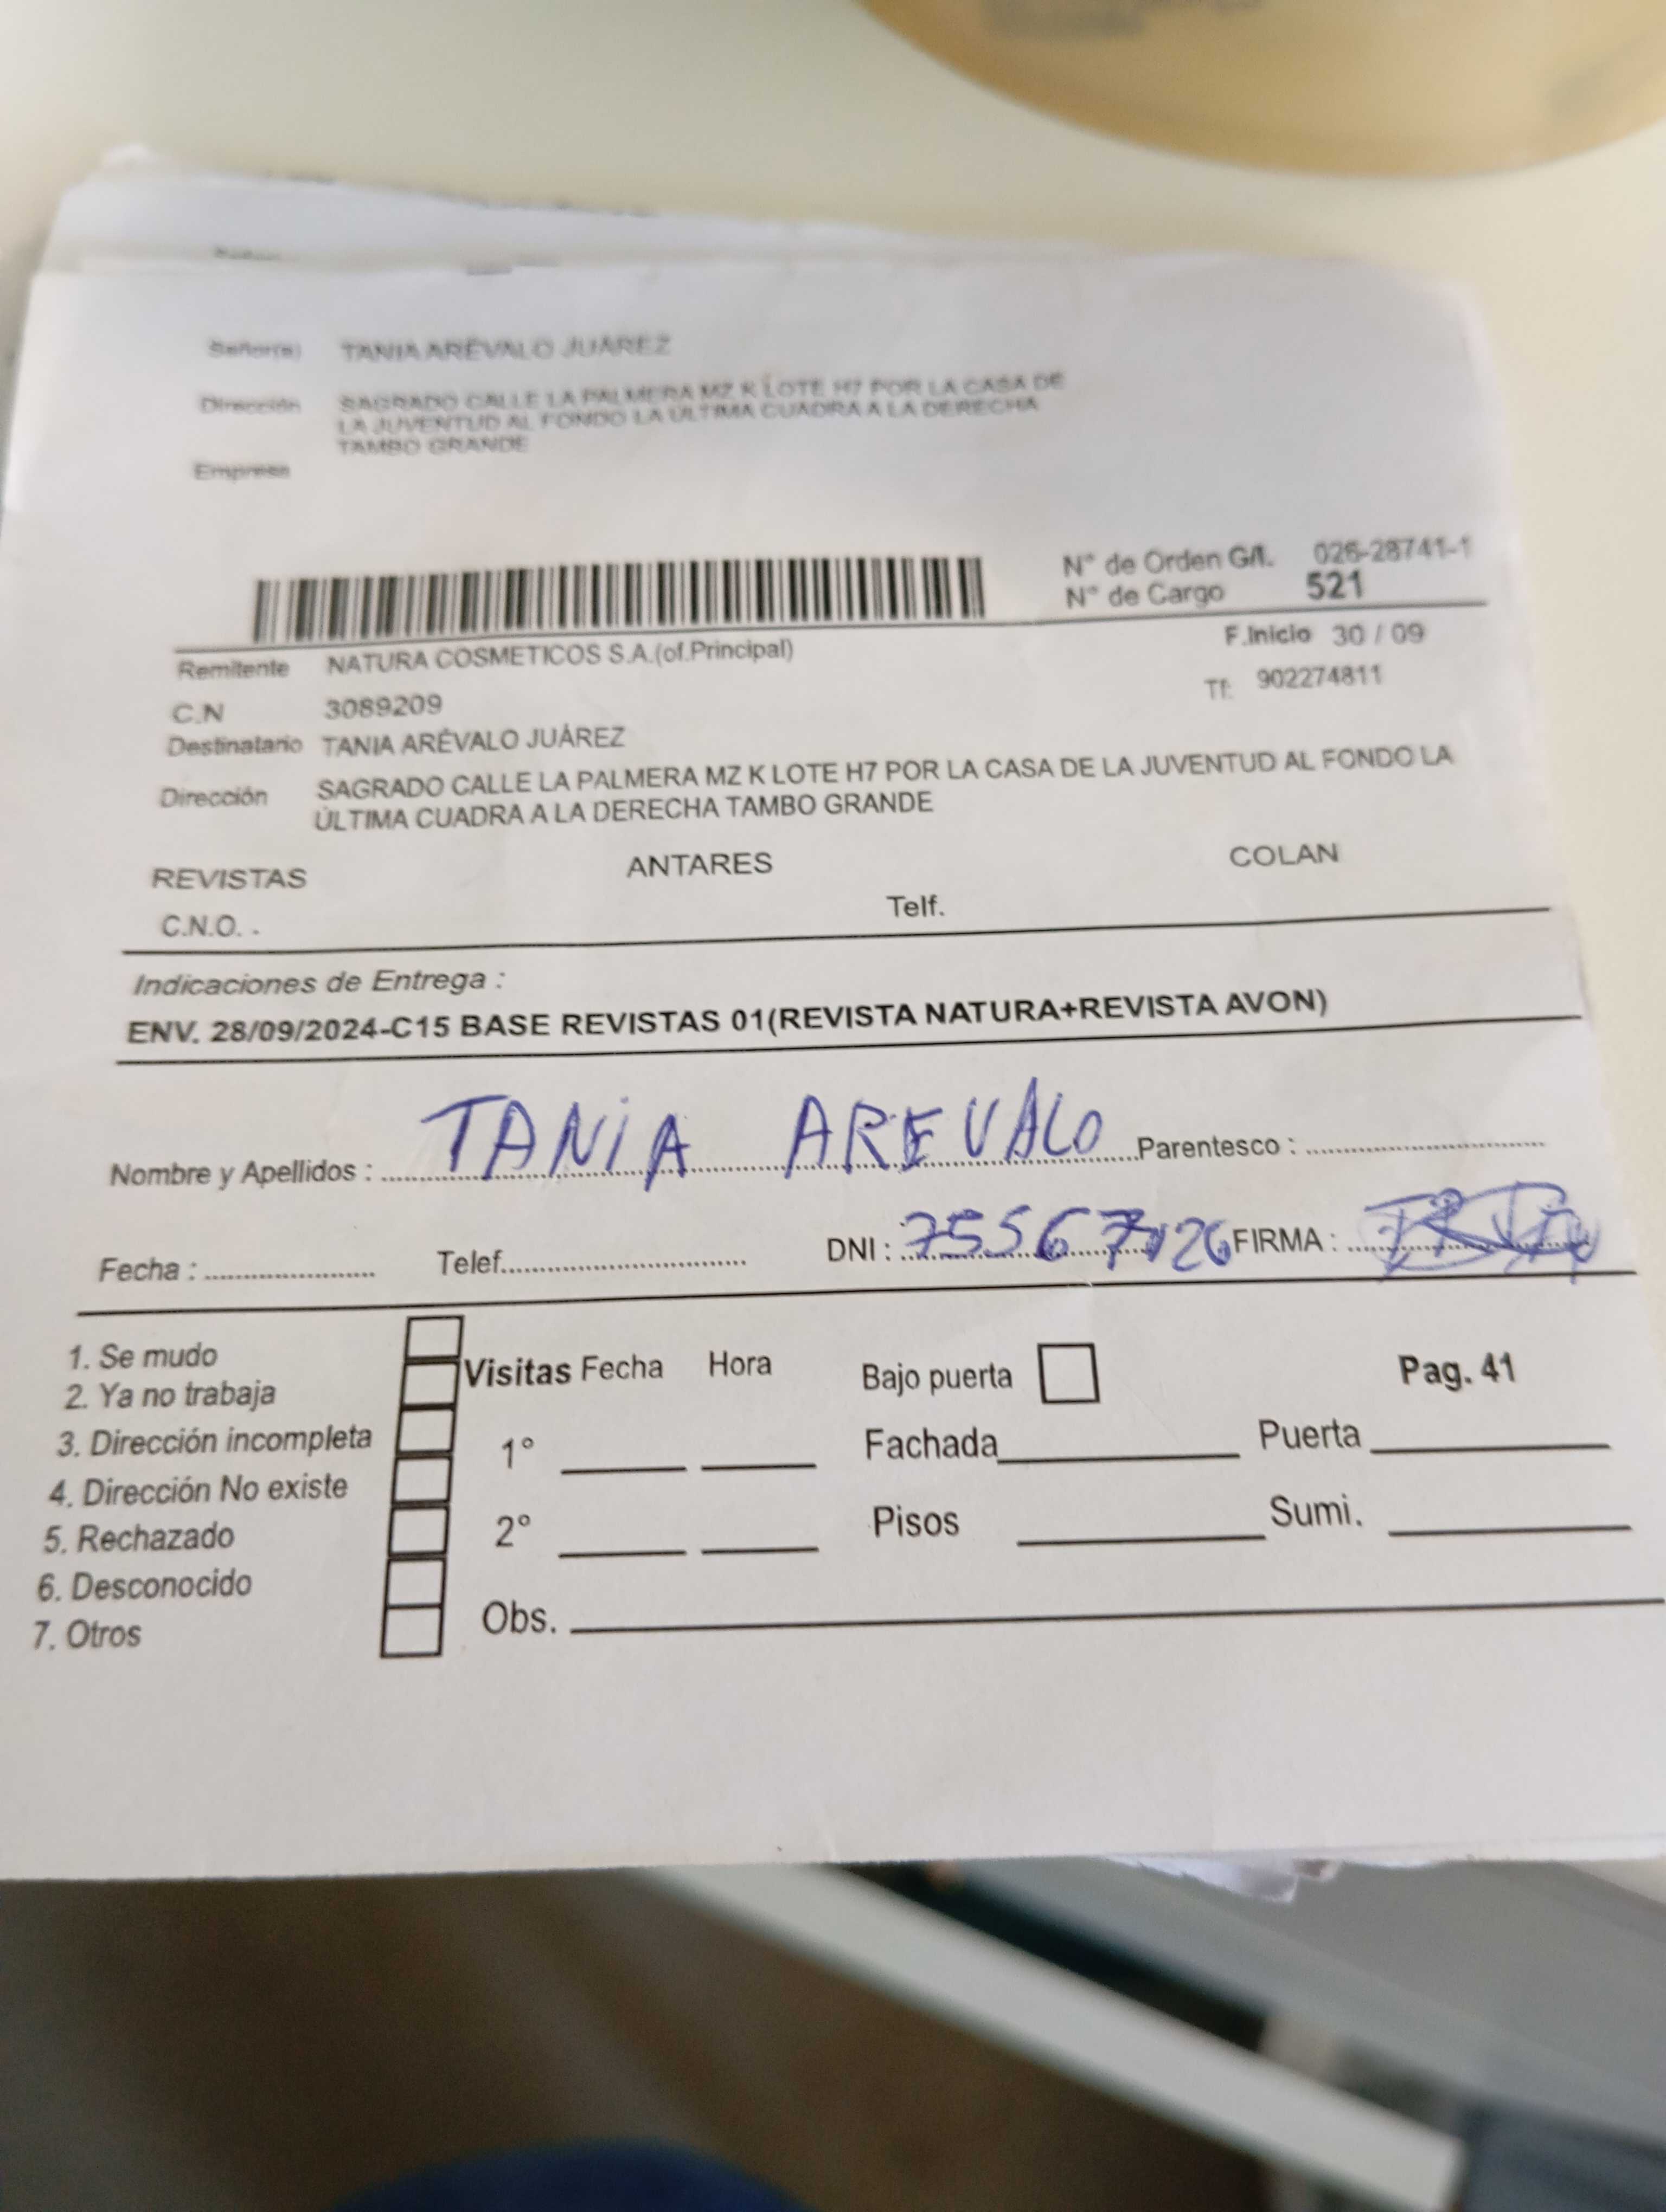 Señor(a) TANIA ARÉVALO JUÁREZ
Dirección SAGRADO CALLE LA PALMERA MZ K LOTE H7 POR LA CASA DE
LA JUVENTUD AL FONDO LA ÚLTIMA CUADRA A LA DERECHA
TAMBO GRANDE
Empresa
N° de Orden G/I. 026-28741-1
N° de Cargo 521
F.Inicio 30 / 09
Remitente NATURA COSMETICOS S.A.(of.Principal)
Tf: 902274811
C.N 3089209
Destinatario TANIA ARÉVALO JUÁREZ
Dirección SAGRADO CALLE LA PALMERA MZ K LOTE H7 POR LA CASA DE LA JUVENTUD AL FONDO LA
ÚLTIMA CUADRA A LA DERECHA TAMBO GRANDE
REVISTAS ANTARES COLAN
C.N.O. - Telf.
Indicaciones de Entrega :
ENV. 28/09/2024-C15 BASE REVISTAS 01(REVISTA NATURA+REVISTA AVON)
Nombre y Apellidos : TANIA AREVALO Parentesco :
Fecha : Telef. DNI : FIRMA :
1. Se mudo
2. Ya no trabaja
3. Dirección incompleta
4. Dirección No existe
5. Rechazado
6. Desconocido
7. Otros
Visitas Fecha Hora Bajo puerta Pag. 41
1° Fachada Puerta
2° Pisos Sumi.
Obs.